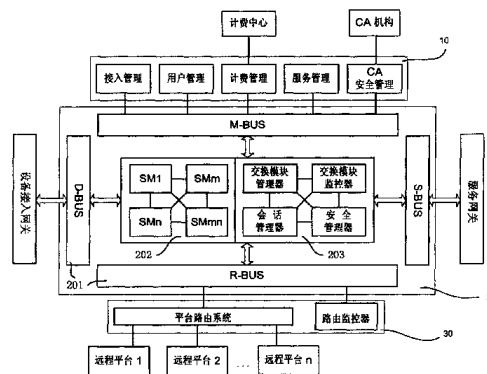 计费中心
CA 机构
10
接入管理
用户管理
计费管理
服务管理
CA
安全管理
M-BUS
设备接入网关
D-BUS
SM1
SMm
SMn
SMmn
202
交换模块
管理器
交换模块
监控器
会话
管理器
安全
管理器
203
S-BUS
服务网关
201
R-BUS
平台路由系统
路由监控器
30
远程平台 1
远程平台 2
...
远程平台 n